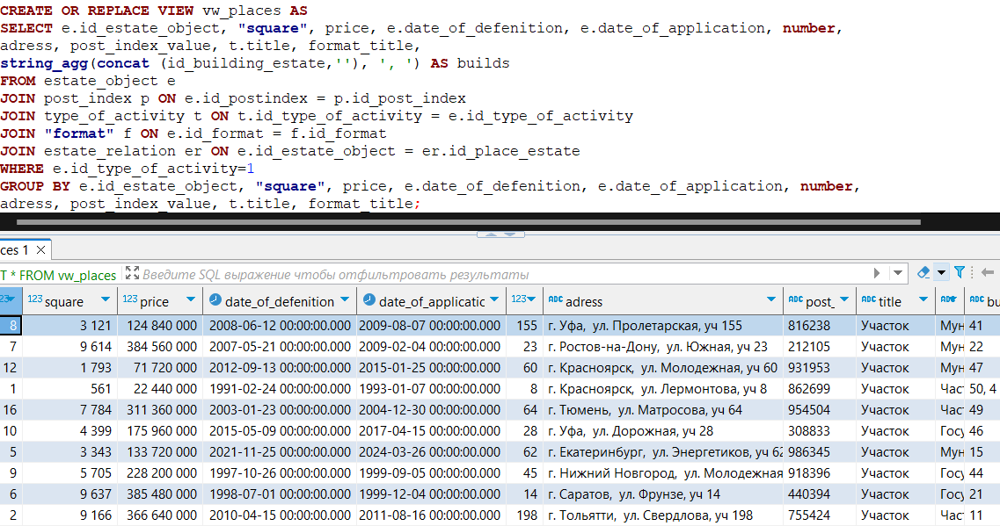 CREATE OR REPLACE VIEW vw_places AS
SELECT e.id_estate_object, "square", price, e.date_of_defenition, e.date_of_application, number,
adress, post_index_value, t.title, format_title,
string_agg(concat (id_building_estate,''), ', ') AS builds
FROM estate_object e
JOIN post_index p ON e.id_postindex = p.id_post_index
JOIN type_of_activity t ON t.id_type_of_activity = e.id_type_of_activity
JOIN "format" f ON e.id_format = f.id_format
JOIN estate_relation er ON e.id_estate_object = er.id_place_estate
WHERE e.id_type_of_activity=1
GROUP BY e.id_estate_object, "square", price, e.date_of_defenition, e.date_of_application, number,
adress, post_index_value, t.title, format_title;
ces 1
T * FROM vw_places Введите SQL выражение чтобы отфильтровать результаты
123 123 square 123 price date_of_defenition date_of_applicatic 123 ABC adress ABC post_ ABC title ABC ABC bu
8 3 121 124 840 000 2008-06-12 00:00:00.000 2009-08-07 00:00:00.000 155 г. Уфа, ул. Пролетарская, уч 155 816238 Участок Мун 41
7 9 614 384 560 000 2007-05-21 00:00:00.000 2009-02-04 00:00:00.000 23 г. Ростов-на-Дону, ул. Южная, уч 23 212105 Участок Мун 22
12 1 793 71 720 000 2012-09-13 00:00:00.000 2015-01-25 00:00:00.000 60 г. Красноярск, ул. Молодежная, уч 60 931953 Участок Мун 47
1 561 22 440 000 1991-02-24 00:00:00.000 1993-01-07 00:00:00.000 8 г. Красноярск, ул. Лермонтова, уч 8 862699 Участок Част 50, 4
16 7 784 311 360 000 2003-01-23 00:00:00.000 2004-12-30 00:00:00.000 64 г. Тюмень, ул. Матросова, уч 64 954504 Участок Част 49
10 4 399 175 960 000 2015-05-09 00:00:00.000 2017-04-15 00:00:00.000 28 г. Уфа, ул. Дорожная, уч 28 308833 Участок Госу 46
5 3 343 133 720 000 2021-11-25 00:00:00.000 2024-03-26 00:00:00.000 62 г. Екатеринбург, ул. Энергетиков, уч 62 986345 Участок Мун 15
9 5 705 228 200 000 1997-10-26 00:00:00.000 1999-09-05 00:00:00.000 45 г. Нижний Новгород, ул. Молодежная 918396 Участок Госу 44
6 9 637 385 480 000 1998-07-01 00:00:00.000 1999-12-04 00:00:00.000 14 г. Саратов, ул. Фрунзе, уч 14 440394 Участок Госу 21
2 9 166 366 640 000 2010-04-15 00:00:00.000 2011-08-16 00:00:00.000 198 г. Тольятти, ул. Свердлова, уч 198 755424 Участок Част 11